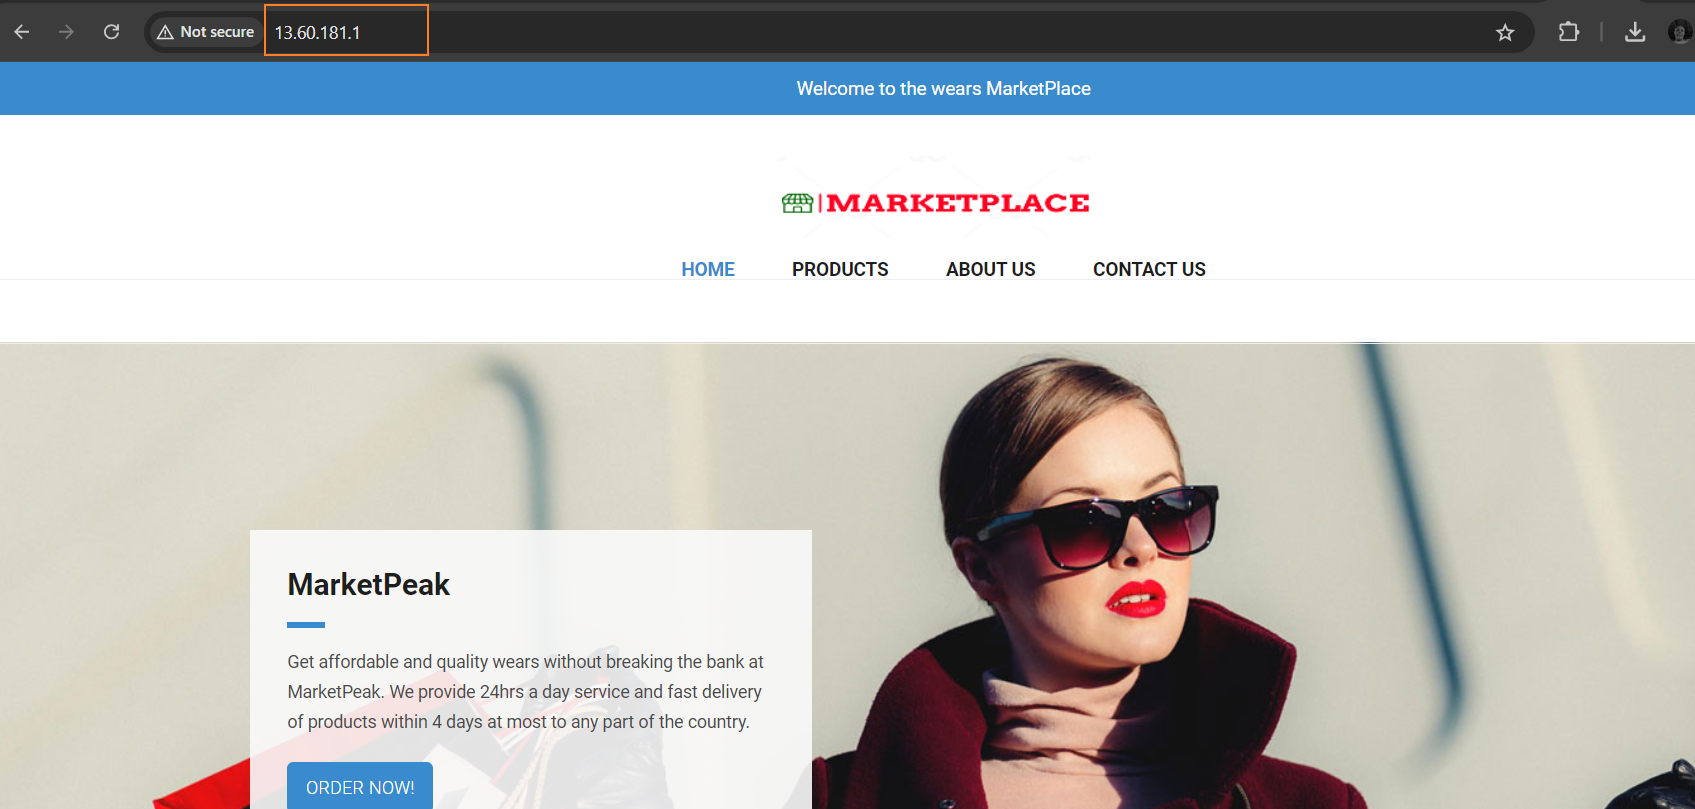 Not secure
13.60.181.1
Welcome to the wears MarketPlace
MARKETPLACE
HOME PRODUCTS ABOUT US CONTACT US
MarketPeak
Get affordable and quality wears without breaking the bank at
MarketPeak. We provide 24hrs a day service and fast delivery
of products within 4 days at most to any part of the country.
ORDER NOW!